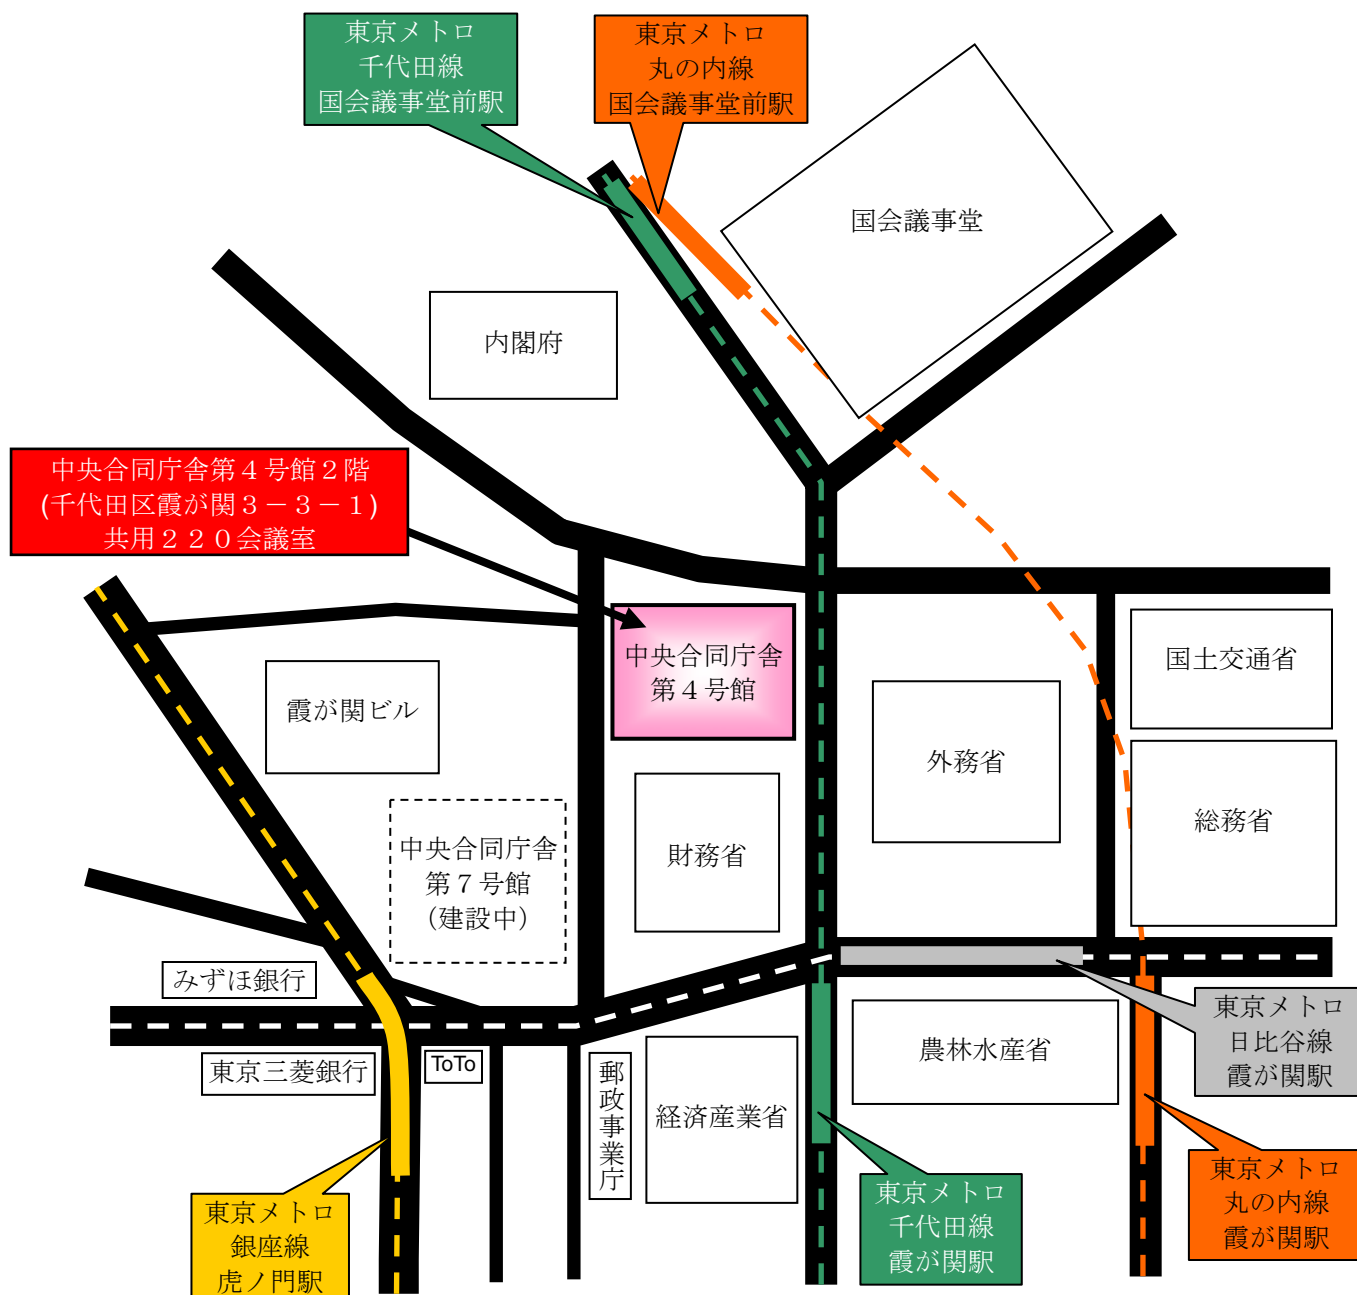 東京メトロ
千代田線
国会議事堂前駅
東京メトロ
丸の内線
国会議事堂前駅
国会議事堂
内閣府
中央合同庁舎第４号館２階
(千代田区霞が関３－３－１)
共用２２０会議室
中央合同庁舎
第４号館
国土交通省
霞が関ビル
外務省
総務省
財務省
中央合同庁舎
第７号館
（建設中）
みずほ銀行
東京メトロ
日比谷線
霞が関駅
農林水産省
東京三菱銀行
ToTo
郵政事業庁
経済産業省
東京メトロ
丸の内線
霞が関駅
東京メトロ
千代田線
霞が関駅
東京メトロ
銀座線
虎ノ門駅